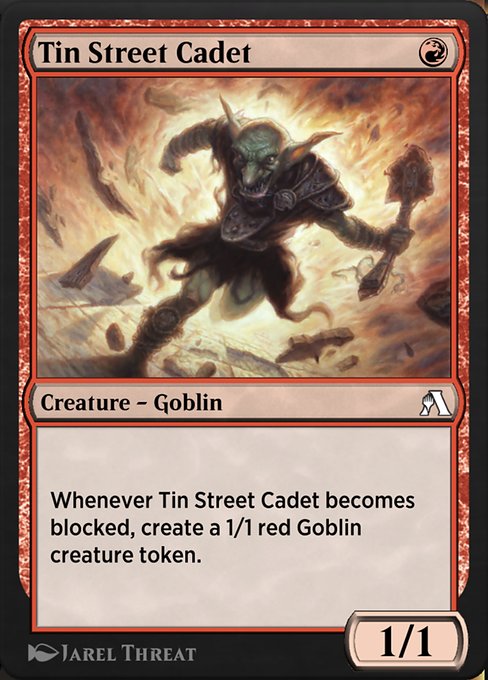 Tin Street Cadet
Creature – Goblin
Whenever Tin Street Cadet becomes
blocked, create a 1/1 red Goblin
creature token.
1/1
Jarel Threat